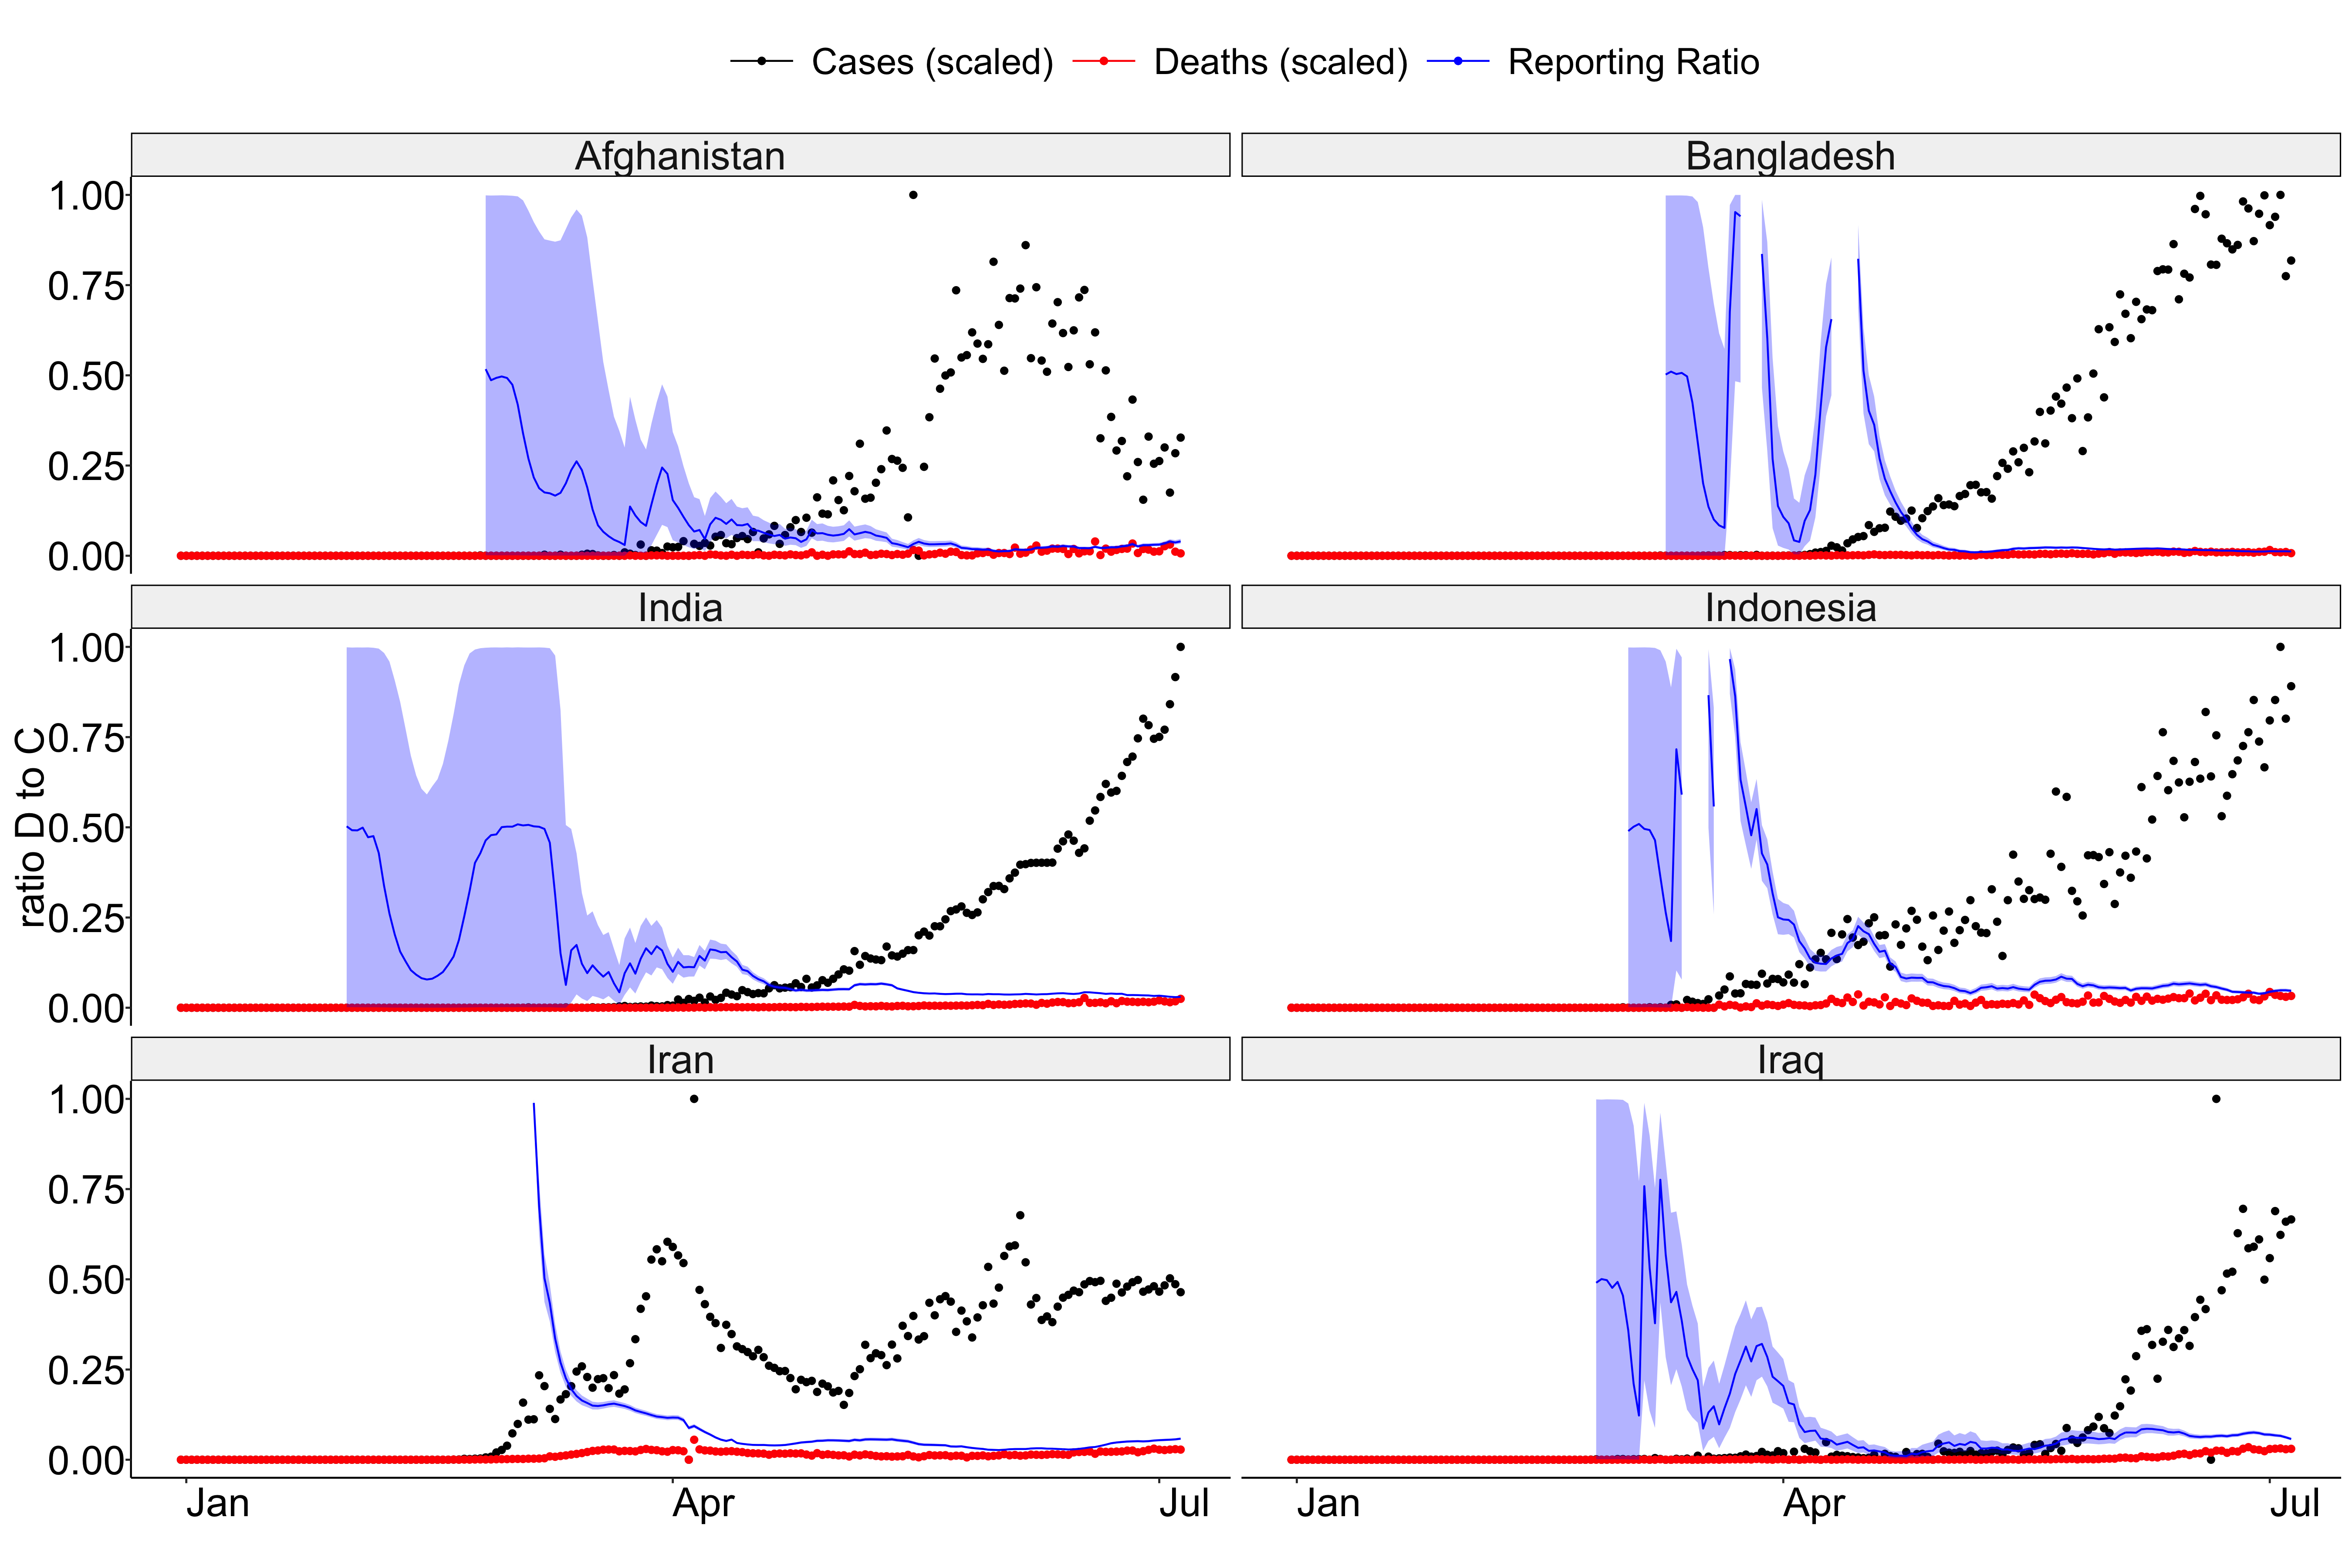 Cases (scaled) Deaths (scaled) Reporting Ratio
Afghanistan Bangladesh
1.00
0.75
0.50
0.25
0.00
India Indonesia
1.00
0.75
0.50
0.25
0.00
ratio D to C
Iran Iraq
1.00
0.75
0.50
0.25
0.00
Jan Apr Jul Jan Apr Jul